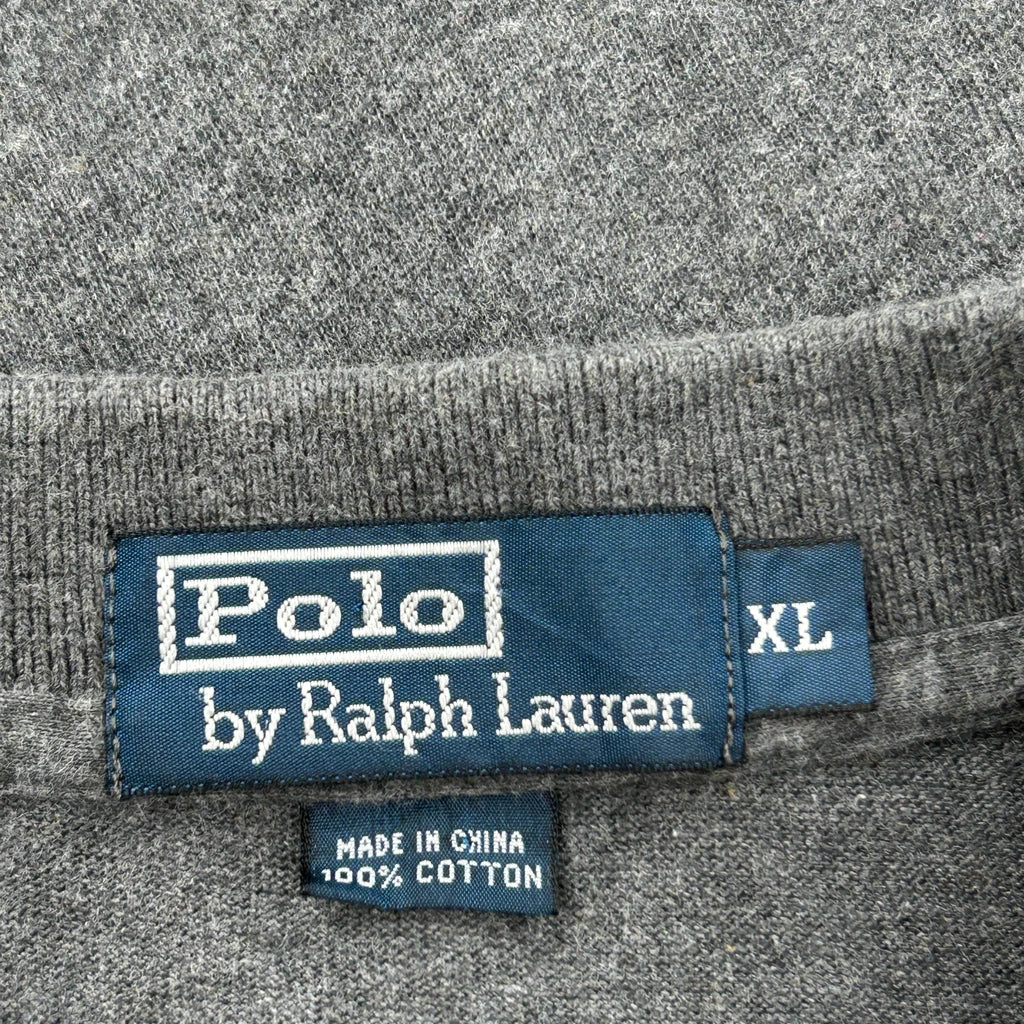 Polo
by Ralph Lauren
XL
MADE IN CHINA
100% COTTON